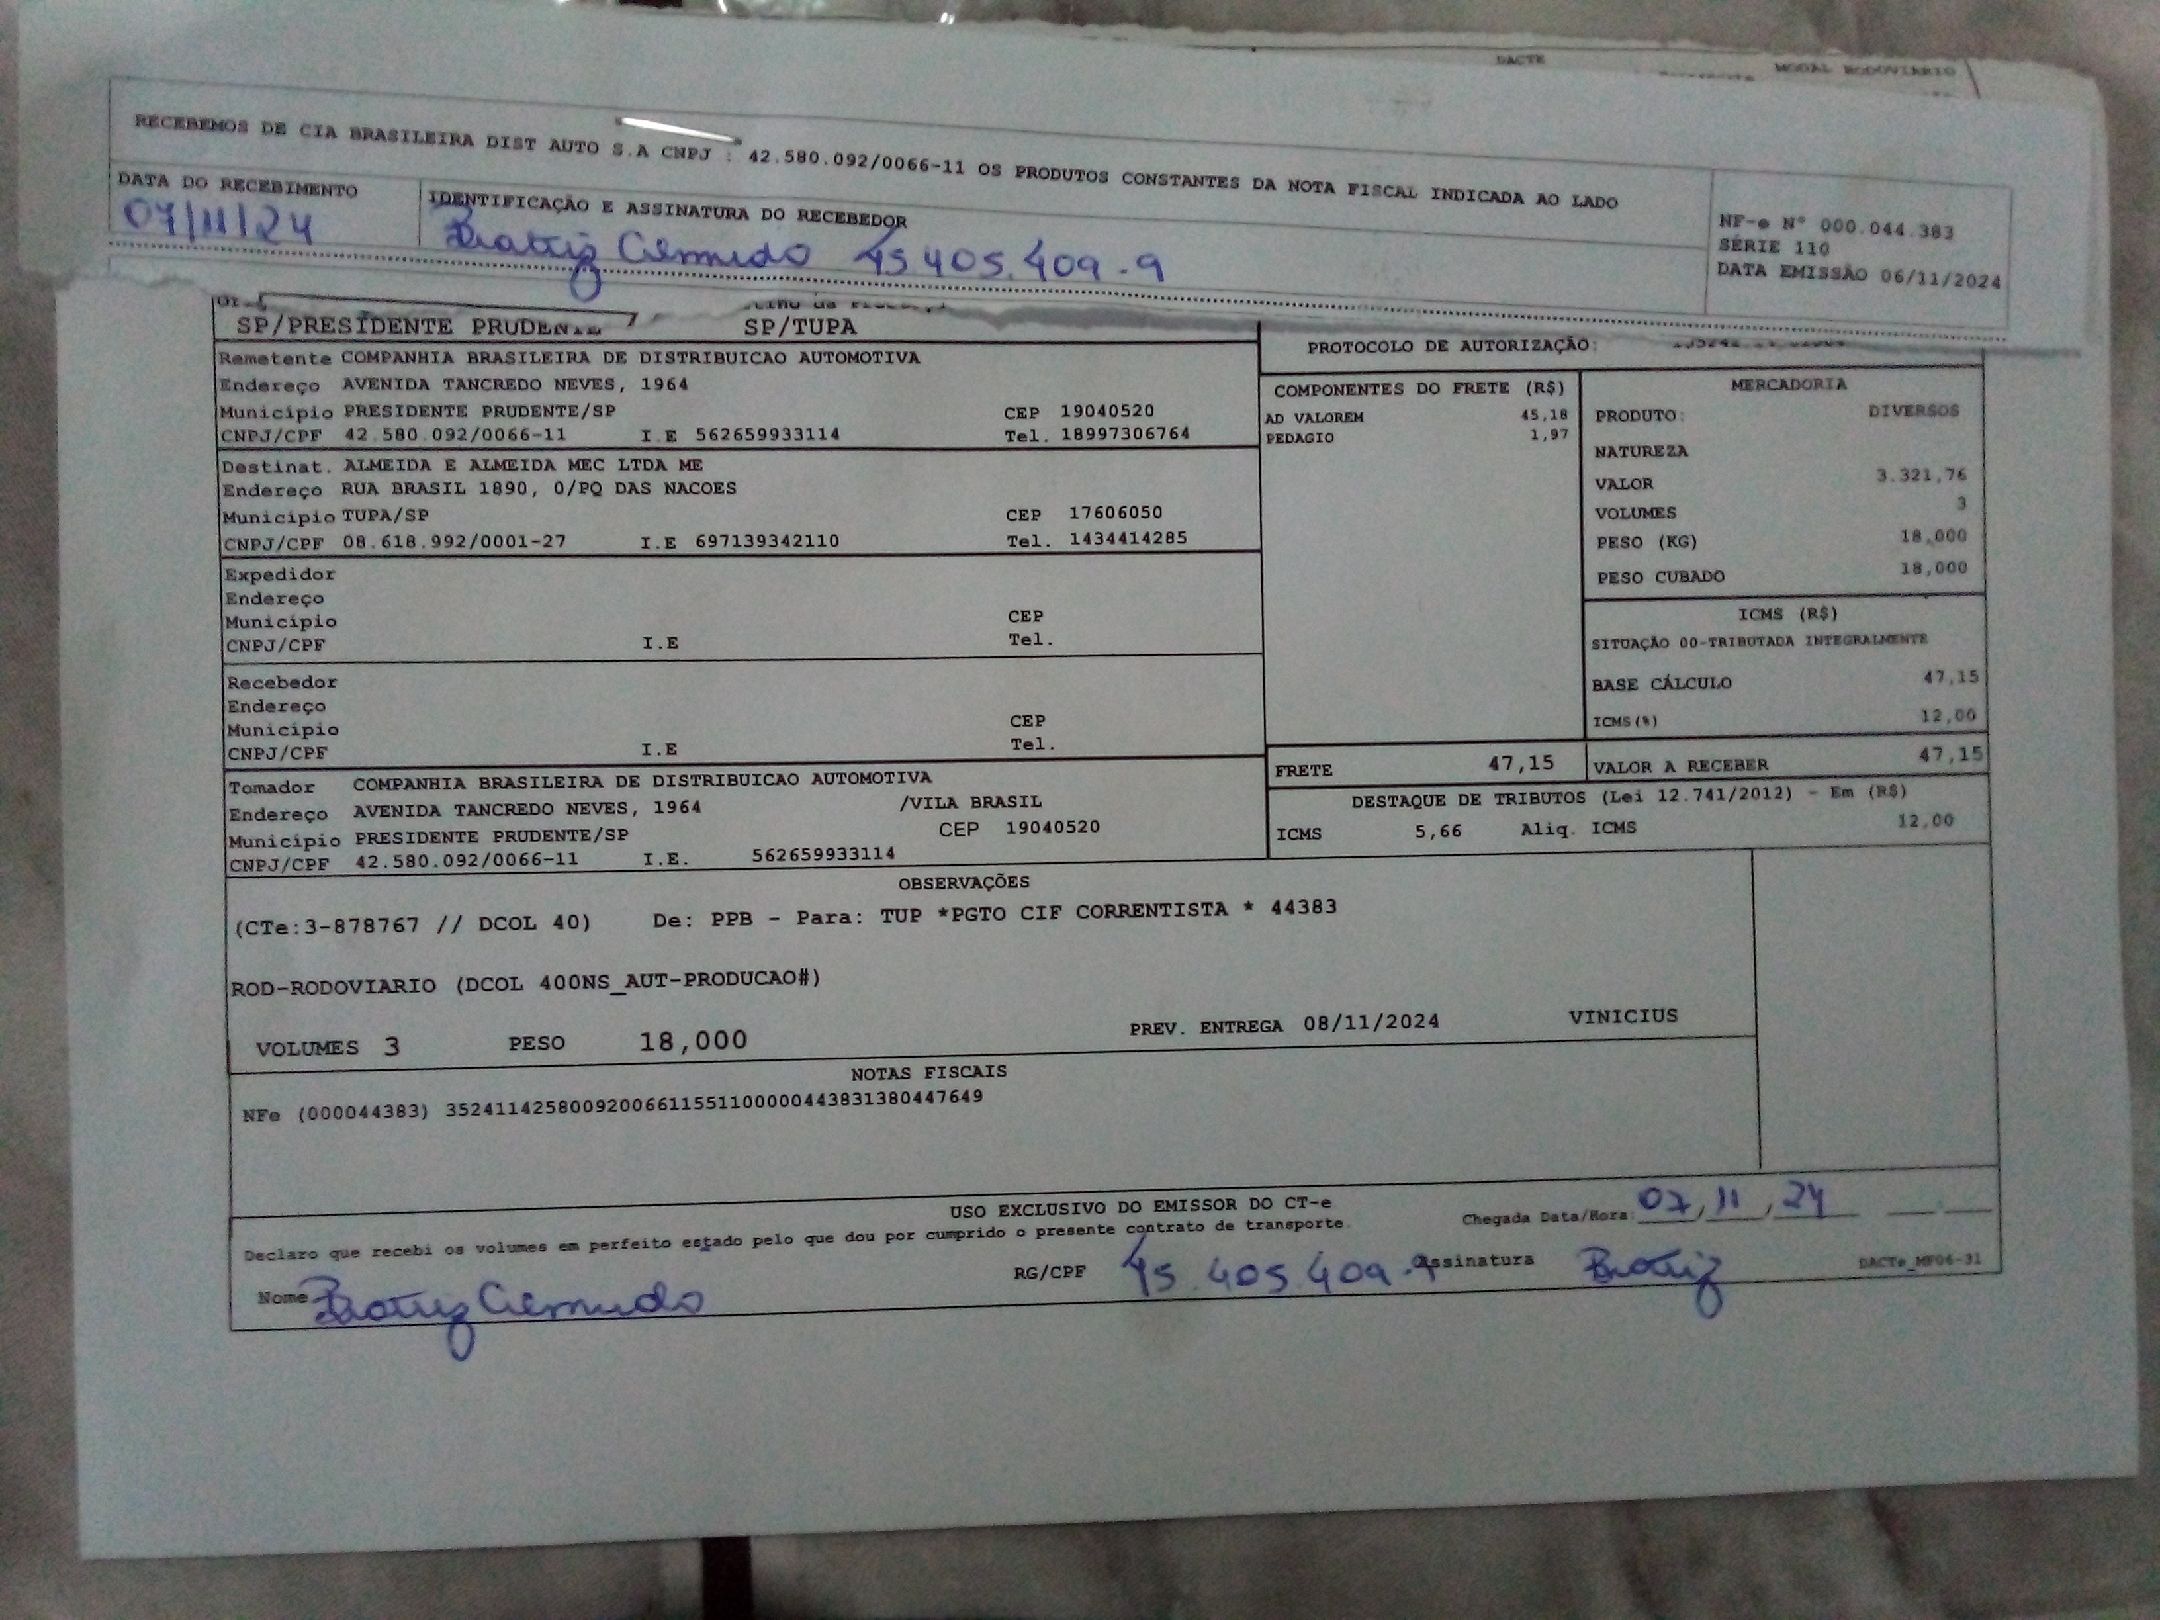 DACTE
MODAL RODOVIARIO
RECEBEMOS DE CIA BRASILEIRA DIST AUTO S.A CNPJ : 42.580.092/0066-11 OS PRODUTOS CONSTANTES DA NOTA FISCAL INDICADA AO LADO
DATA DO RECEBIMENTO
IDENTIFICAÇÃO E ASSINATURA DO RECEBEDOR
07/11/24
Beatriz 45 405.409-9
NF-e Nº 000.044.383
SÉRIE 110
DATA EMISSÃO 06/11/2024
SP/PRESIDENTE PRUDENTE SP/TUPA
Remetente COMPANHIA BRASILEIRA DE DISTRIBUICAO AUTOMOTIVA
Endereço AVENIDA TANCREDO NEVES, 1964
Município PRESIDENTE PRUDENTE/SP CEP 19040520
CNPJ/CPF 42.580.092/0066-11 I.E 562659933114 Tel. 18997306764
Destinat. ALMEIDA E ALMEIDA MEC LTDA ME
Endereço RUA BRASIL 1890, 0/PQ DAS NACOES
Município TUPA/SP CEP 17606050
CNPJ/CPF 08.618.992/0001-27 I.E 697139342110 Tel. 1434414285
Expedidor
Endereço
Município CEP
CNPJ/CPF I.E Tel.
Recebedor
Endereço
Município CEP
CNPJ/CPF I.E Tel.
Tomador COMPANHIA BRASILEIRA DE DISTRIBUICAO AUTOMOTIVA
Endereço AVENIDA TANCREDO NEVES, 1964 /VILA BRASIL
Município PRESIDENTE PRUDENTE/SP CEP 19040520
CNPJ/CPF 42.580.092/0066-11 I.E. 562659933114
PROTOCOLO DE AUTORIZAÇÃO:
COMPONENTES DO FRETE (R$)
AD VALOREM 45,18
PEDAGIO 1,97
MERCADORIA
PRODUTO: DIVERSOS
NATUREZA
VALOR 3.321,76
VOLUMES 3
PESO (KG) 18,000
PESO CUBADO 18,000
ICMS (R$)
SITUAÇÃO 00-TRIBUTADA INTEGRALMENTE
BASE CÁLCULO 47,15
ICMS(%) 12,00
FRETE 47,15 VALOR A RECEBER 47,15
DESTAQUE DE TRIBUTOS (Lei 12.741/2012) - Em (R$)
ICMS 5,66 Aliq. ICMS 12.00
OBSERVAÇÕES
(CTe:3-878767 // DCOL 40) De: PPB - Para: TUP *PGTO CIF CORRENTISTA * 44383
ROD-RODOVIARIO (DCOL 400NS_AUT-PRODUCAO#)
VOLUMES 3 PESO 18,000 PREV. ENTREGA 08/11/2024 VINICIUS
NOTAS FISCAIS
NFe (000044383) 35241142580092006611551100000443831380447649
USO EXCLUSIVO DO EMISSOR DO CT-e
Declaro que recebi os volumes em perfeito estado pelo que dou por cumprido o presente contrato de transporte.
Chegada Data/Hora: 07, 11, 24
Nome Beatriz RG/CPF 45.405.409-9 Assinatura Beatriz DACTe_MF06-31